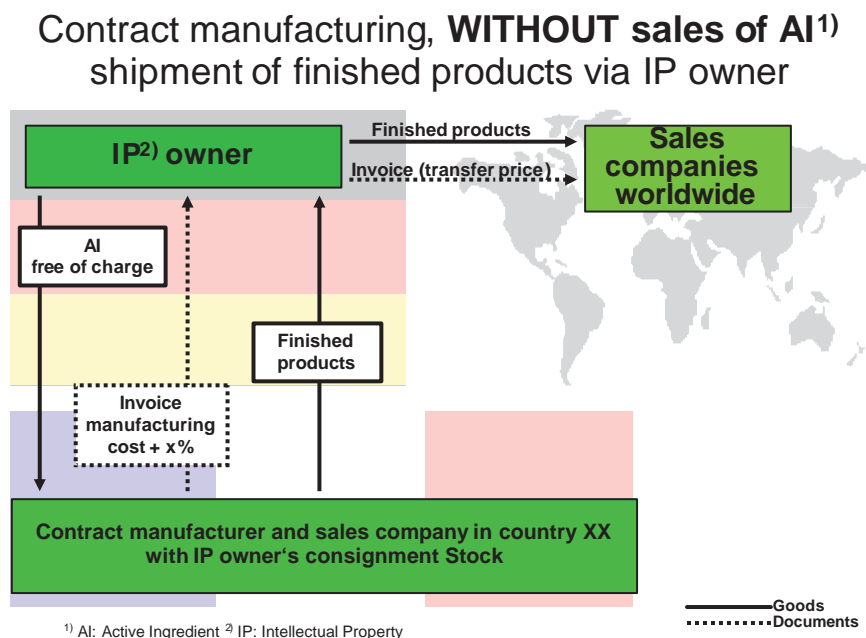 Contract manufacturing, WITHOUT sales of AI1)
shipment of finished products via IP owner
IP2) owner
Finished products
Invoice (transfer price)
Sales
companies
worldwide
AI
free of charge
Finished
products
Invoice
manufacturing
cost + x%
Contract manufacturer and sales company in country XX
with IP owner‘s consignment Stock
Goods
Documents
1) AI: Active Ingredient 2) IP: Intellectual Property